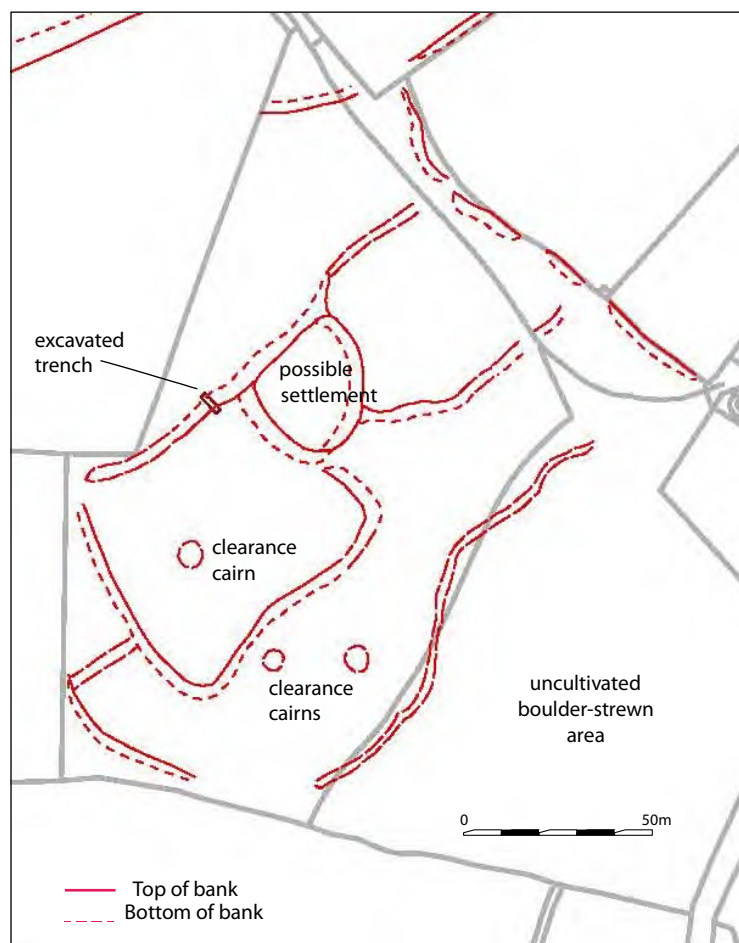 excavated
trench
possible
settlement
clearance
cairn
clearance
cairns
uncultivated
boulder-strewn
area
0 50m
Top of bank
Bottom of bank